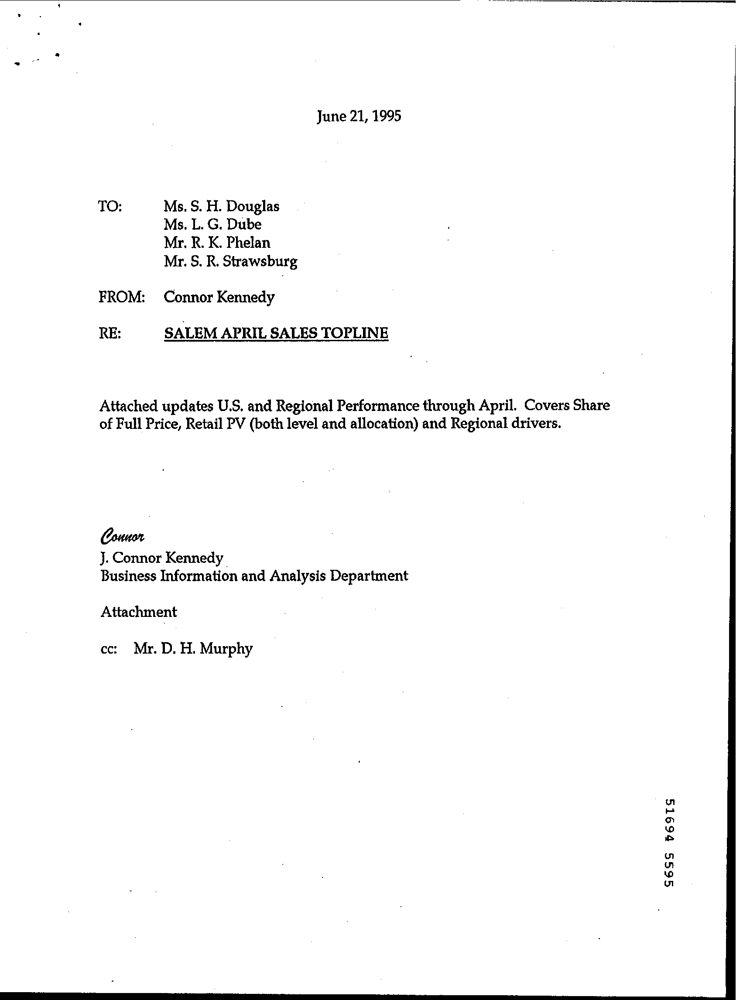 June 21, 1995
TO: Ms. S. H. Douglas
Ms. L. G. Dube
Mr. R. K. Phelan
Mr. S. R. Strawsburg
FROM: Connor Kennedy
RE: SALEM APRIL SALES TOPLINE
Attached updates U.S. and Regional Performance through April. Covers Share
of Full Price, Retail PV (both level and allocation) and Regional drivers.
Connor
J. Connor Kennedy
Business Information and Analysis Department
Attachment
cc: Mr. D. H. Murphy
51694 5595